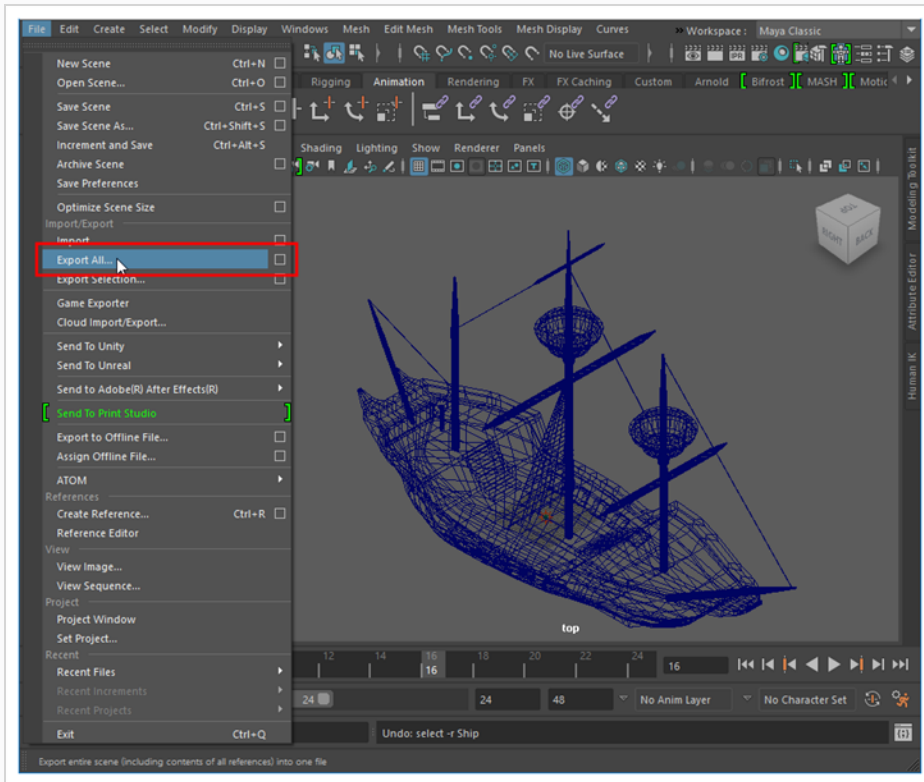 File Edit Create Select Modify Display Windows Mesh Edit Mesh Mesh Tools Mesh Display Curves Workspace : Maya Classic
New Scene Ctrl+N
Open Scene... Ctrl+O
Save Scene Ctrl+S
Save Scene As... Ctrl+Shift+S
Increment and Save Ctrl+Alt+S
Archive Scene
Save Preferences
Optimize Scene Size
Import/Export
Import...
Export All...
Export Selection...
Game Exporter
Cloud Import/Export...
Send To Unity
Send To Unreal
Send to Adobe(R) After Effects(R)
Send To Print Studio
Export to Offline File...
Assign Offline File...
ATOM
References
Create Reference... Ctrl+R
Reference Editor
View
View Image...
View Sequence...
Project
Project Window
Set Project...
Recent
Recent Files
Recent Increments
Recent Projects
Exit Ctrl+Q
No Live Surface
Rigging Animation Rendering FX FX Caching Custom Arnold Bifrost MASH Motic
Shading Lighting Show Renderer Panels
TOP
RIGHT BACK
Modeling Toolkit
Attribute Editor
Human IK
top
12 14 16 18 20 22 24
16
16
24 24 48 No Anim Layer No Character Set
Undo: select -r Ship
Export entire scene (including contents of all references) into one file